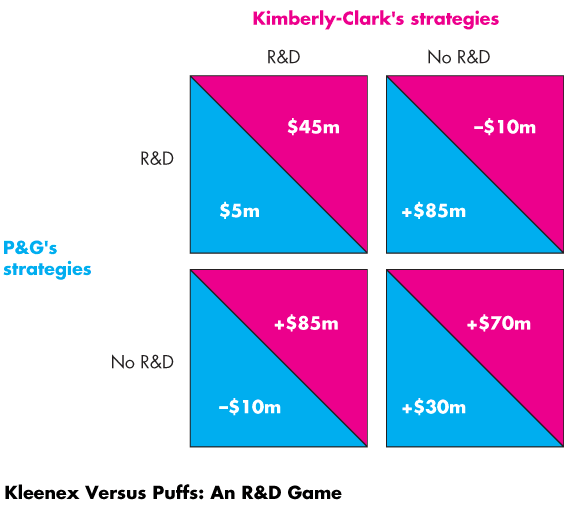 Kimberly-Clark's strategies
R&D
No R&D
R&D
$45m
–$10m
$5m
+$85m
P&G's
strategies
No R&D
+$85m
+$70m
–$10m
+$30m
Kleenex Versus Puffs: An R&D Game